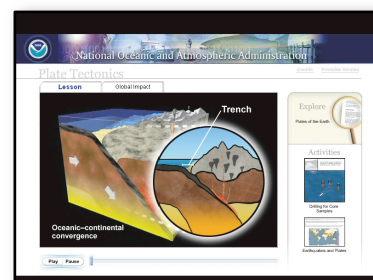 National Oceanic and Atmospheric Administration
Plate Tectonics
Lesson
Global Impact
Trench
Oceanic-continental
convergence
Explore
Plates of the Earth
Activities
Drilling for Core
Samples
Earthquakes and Plates
Play Pause